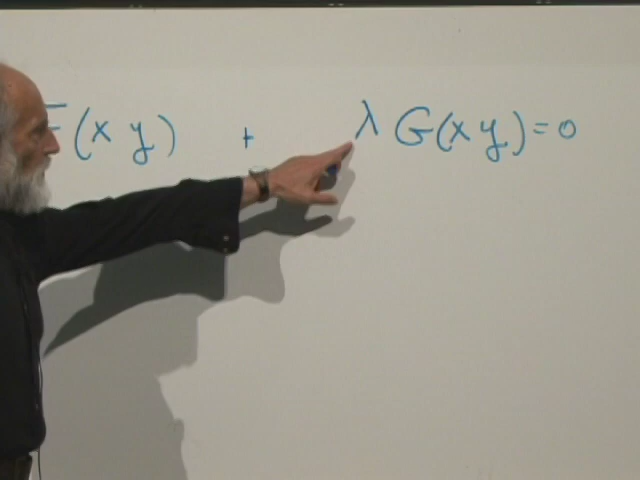 F(x y) + λ G(x y) = 0